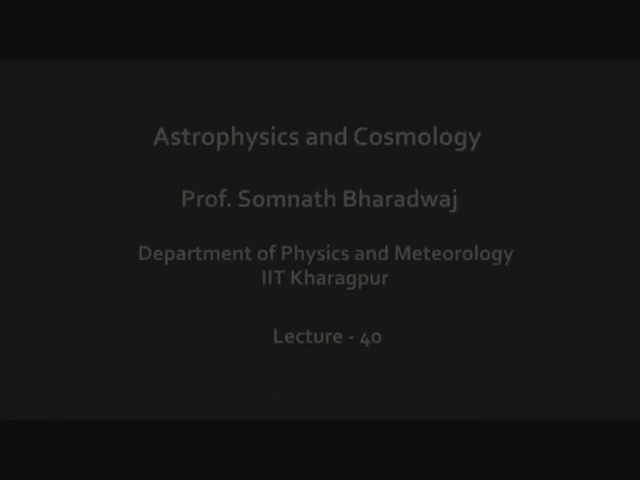 Astrophysics and Cosmology
Prof. Somnath Bharadwaj
Department of Physics and Meteorology
IIT Kharagpur
Lecture - 40